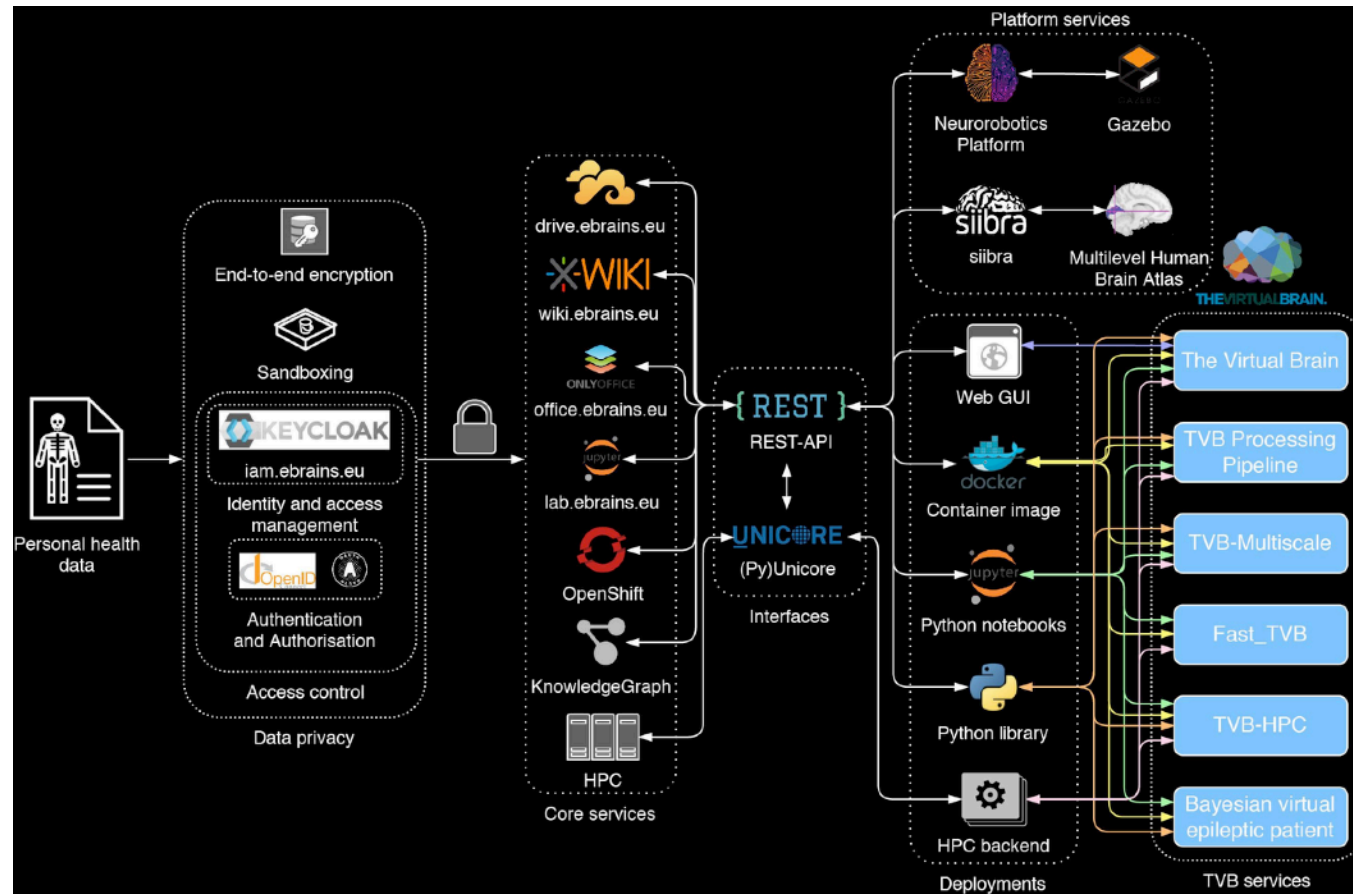 Platform services
Neurorobotics
Platform
GAZEBO
Gazebo
siibra
siibra
Multilevel Human
Brain Atlas
End-to-end encryption
Sandboxing
KEYCLOAK
iam.ebrains.eu
Identity and access
management
OpenID
Authentication
and Authorisation
Access control
Data privacy
Personal health
data
drive.ebrains.eu
X-WIKI
wiki.ebrains.eu
ONLYOFFICE
office.ebrains.eu
jupyter
lab.ebrains.eu
OpenShift
KnowledgeGraph
HPC
Core services
{ REST }
REST-API
UNICORE
(Py)Unicore
Interfaces
Web GUI
docker
Container image
jupyter
Python notebooks
Python library
HPC backend
Deployments
THEVIRTUALBRAIN.
The Virtual Brain
TVB Processing
Pipeline
TVB-Multiscale
Fast_TVB
TVB-HPC
Bayesian virtual
epileptic patient
TVB services